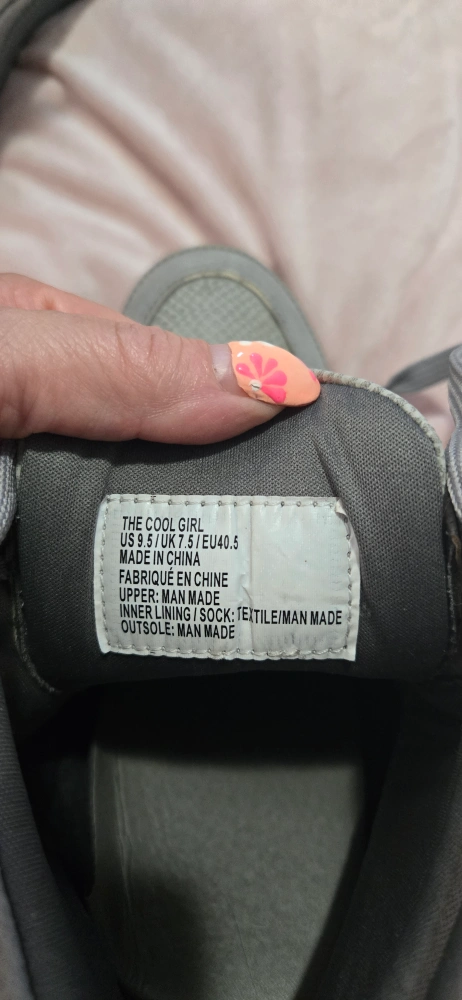 THE COOL GIRL
US 9.5 / UK 7.5 / EU40.5
MADE IN CHINA
FABRIQUÉ EN CHINE
UPPER: MAN MADE
INNER LINING / SOCK: TEXTILE/MAN MADE
OUTSOLE: MAN MADE